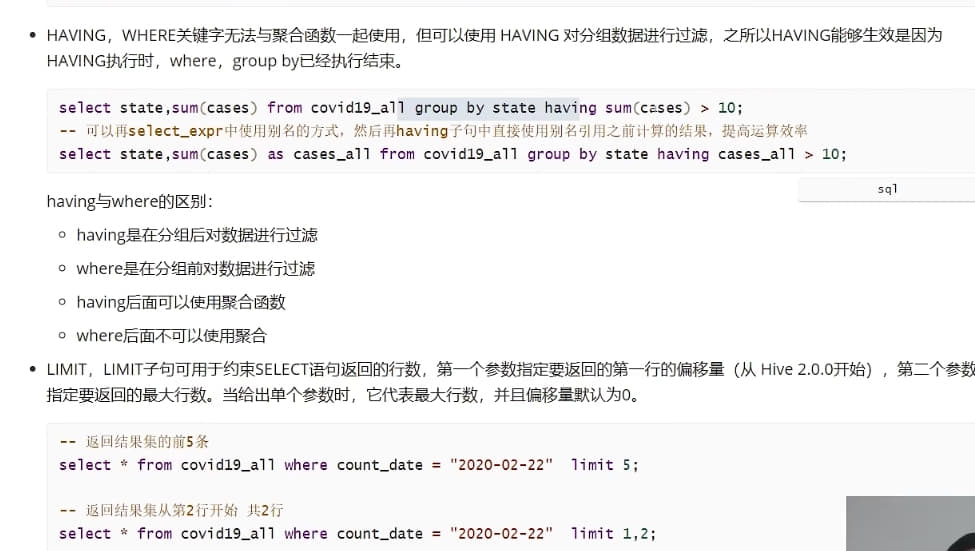 HAVING，WHERE关键字无法与聚合函数一起使用，但可以使用 HAVING 对分组数据进行过滤，之所以HAVING能够生效是因为
HAVING执行时，where，group by已经执行结束。
select state,sum(cases) from covid19_all group by state having sum(cases) > 10;
-- 可以再select_expr中使用别名的方式，然后再having子句中直接使用别名引用之前计算的结果，提高运算效率
select state,sum(cases) as cases_all from covid19_all group by state having cases_all > 10;
sql
having与where的区别：
having是在分组后对数据进行过滤
where是在分组前对数据进行过滤
having后面可以使用聚合函数
where后面不可以使用聚合
LIMIT，LIMIT子句可用于约束SELECT语句返回的行数，第一个参数指定要返回的第一行的偏移量（从 Hive 2.0.0开始），第二个参数
指定要返回的最大行数。当给出单个参数时，它代表最大行数，并且偏移量默认为0。
-- 返回结果集的前5条
select * from covid19_all where count_date = "2020-02-22"  limit 5;
-- 返回结果集从第2行开始 共2行
select * from covid19_all where count_date = "2020-02-22"  limit 1,2;